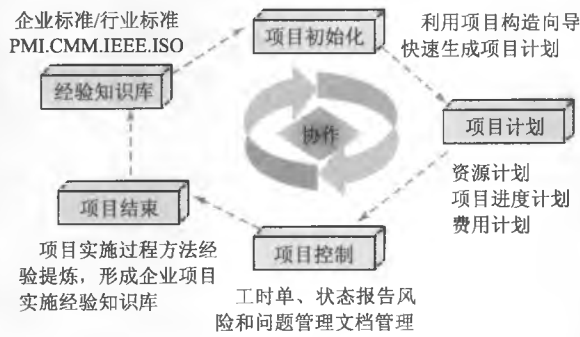 企业标准/行业标准
PMI.CMM.IEEE.ISO
项目初始化
利用项目构造向导
快速生成项目计划
经验知识库
项目计划
协作
资源计划
项目进度计划
费用计划
项目结束
项目控制
项目实施过程方法经
验提炼，形成企业项目
实施经验知识库
工时单、状态报告风
险和问题管理文档管理